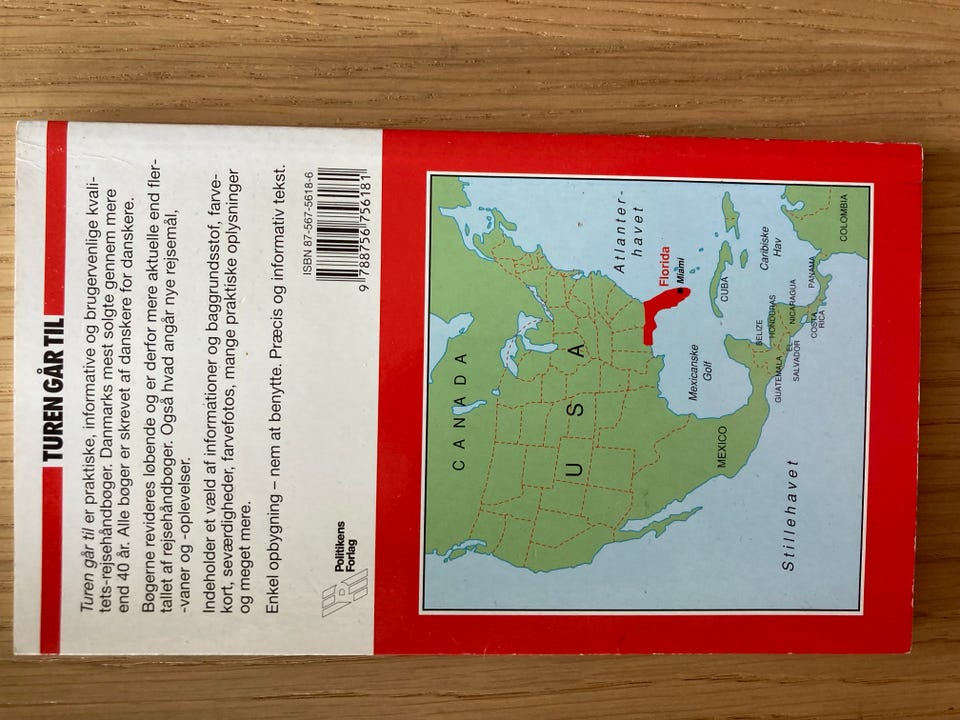 TUREN GÅR TIL
Turen går til er praktiske, informative og brugervenlige kvali-
tets-rejsehåndbøger. Danmarks mest solgte gennem mere
end 40 år. Alle bøger er skrevet af danskere for danskere.
Bøgerne revideres løbende og er derfor mere aktuelle end fler-
tallet af rejsehåndbøger. Også hvad angår nye rejsemål,
-vaner og -oplevelser.
Indeholder et væld af informationer og baggrundsstof, farve-
kort, seværdigheder, farvefotos, mange praktiske oplysninger
og meget mere.
Enkel opbygning – nem at benytte. Præcis og informativ tekst.
Politikens
Forlag
ISBN 87-567-5618-6
9 788756 756181
CANADA
USA
Atlanter-
havet
Florida
Miami
Mexicanske
Golf
MEXICO
CUBA
Caribiske
Hav
BELIZE
HONDURAS
GUATEMALA
EL
SALVADOR
NICARAGUA
COSTA
RICA
PANAMA
COLOMBIA
Stillehavet